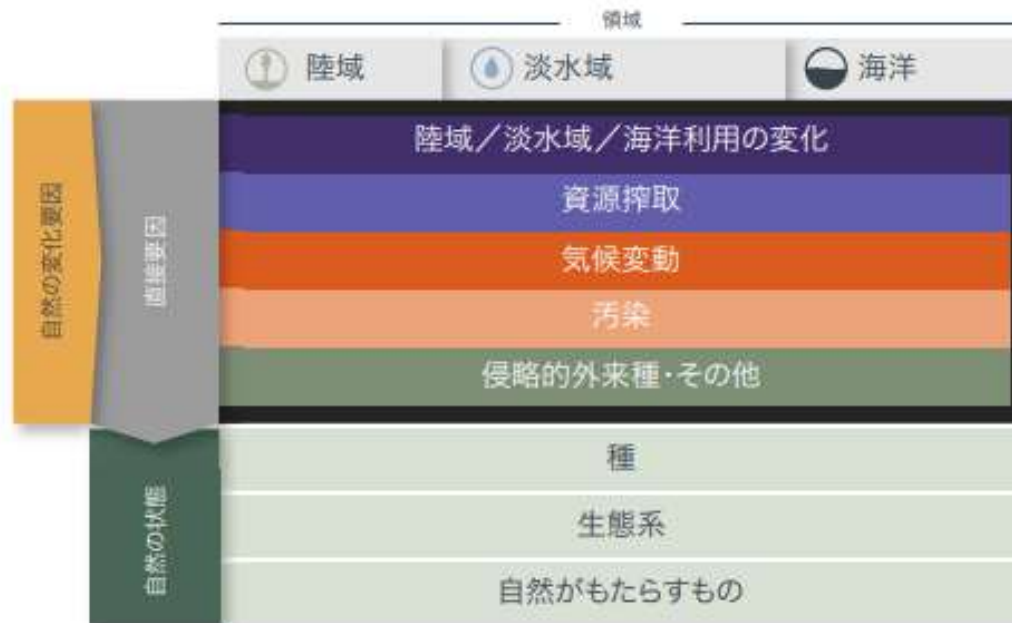 領域
陸域
淡水域
海洋
自然の変化要因
直接要因
陸域／淡水域／海洋利用の変化
資源搾取
気候変動
汚染
侵略的外来種・その他
自然の状態
種
生態系
自然がもたらすもの